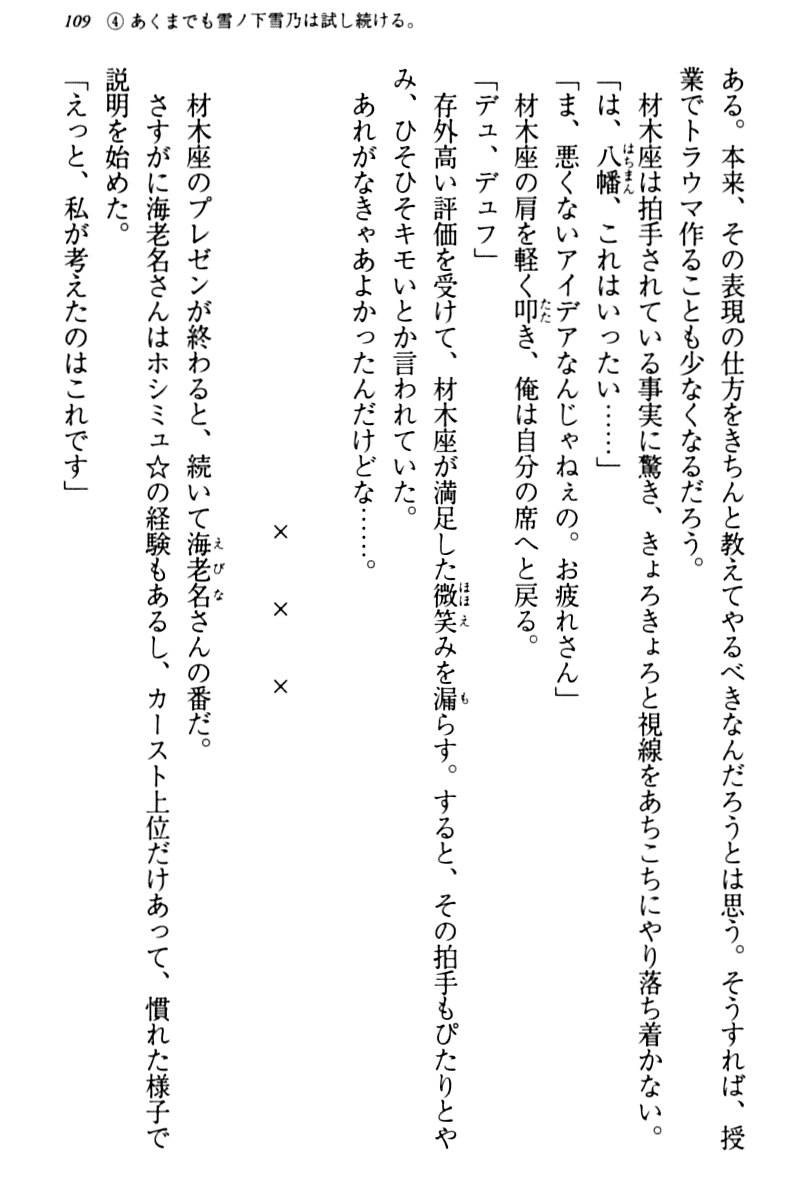 109 ④ あくまでも雪ノ下雪乃は試し続ける。
ある。本来、その表現の仕方をきちんと教えてやるべきなんだろうとは思う。そうすれば、授
業でトラウマ作ることも少なくなるだろう。
材木座は拍手されている事実に驚き、きょろきょろと視線をあちこちにやり落ち着かない。
「は、八幡、これはいったい……」
「ま、悪くないアイデアなんじゃねぇの。お疲れさん」
材木座の肩を軽く叩き、俺は自分の席へと戻る。
「デュ、デュフ」
存外高い評価を受けて、材木座が満足した微笑みを漏らす。すると、その拍手もぴたりとや
み、ひそひそキモいとか言われていた。
あれがなきゃあよかったんだけどな……。
× × ×
材木座のプレゼンが終わると、続いて海老名さんの番だ。
さすがに海老名さんはホシミュ☆の経験もあるし、カースト上位だけあって、慣れた様子で
説明を始めた。
「えっと、私が考えたのはこれです」